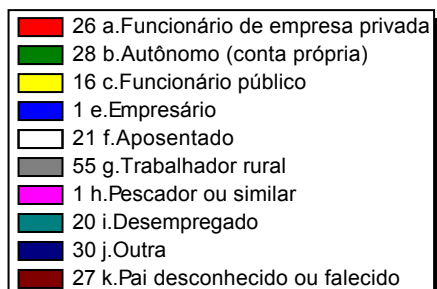 26 a.Funcionário de empresa privada
28 b.Autônomo (conta própria)
16 c.Funcionário público
1 e.Empresário
21 f.Aposentado
55 g.Trabalhador rural
1 h.Pescador ou similar
20 i.Desempregado
30 j.Outra
27 k.Pai desconhecido ou falecido